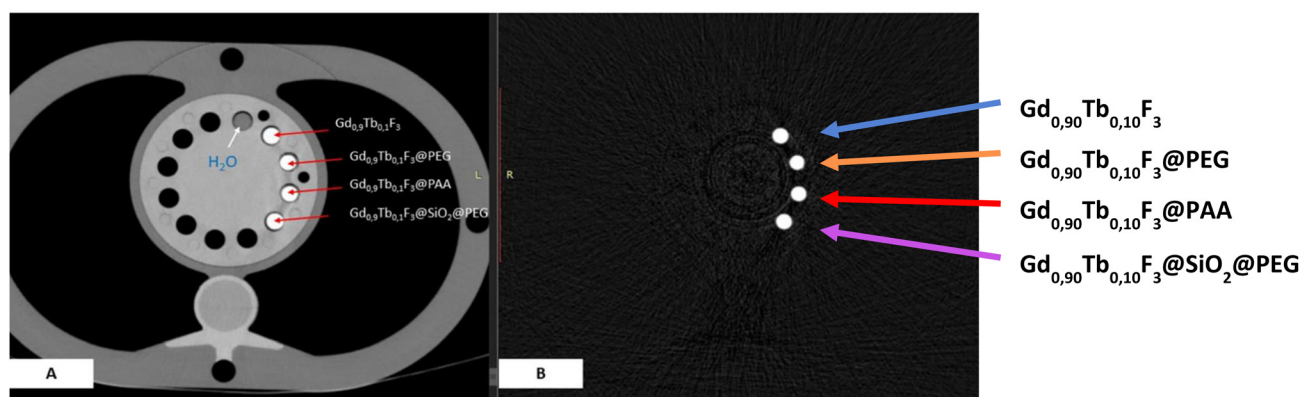 Gd0,9Tb0,1F3
H2O
Gd0,9Tb0,1F3@PEG
Gd0,9Tb0,1F3@PAA
Gd0,9Tb0,1F3@SiO2@PEG
L
A
R
B
Gd0,90Tb0,10F3
Gd0,90Tb0,10F3@PEG
Gd0,90Tb0,10F3@PAA
Gd0,90Tb0,10F3@SiO2@PEG